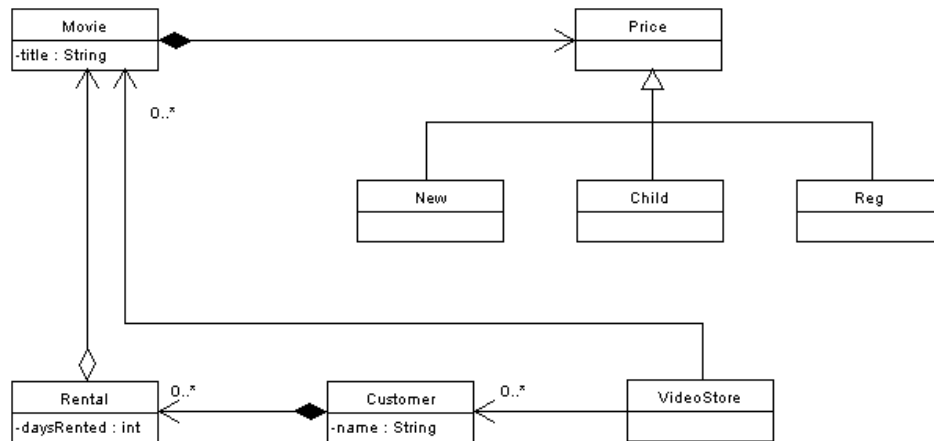 Movie
-title : String
Price
0..*
New
Child
Reg
Rental
-daysRented : int
0..*
Customer
-name : String
0..*
VideoStore